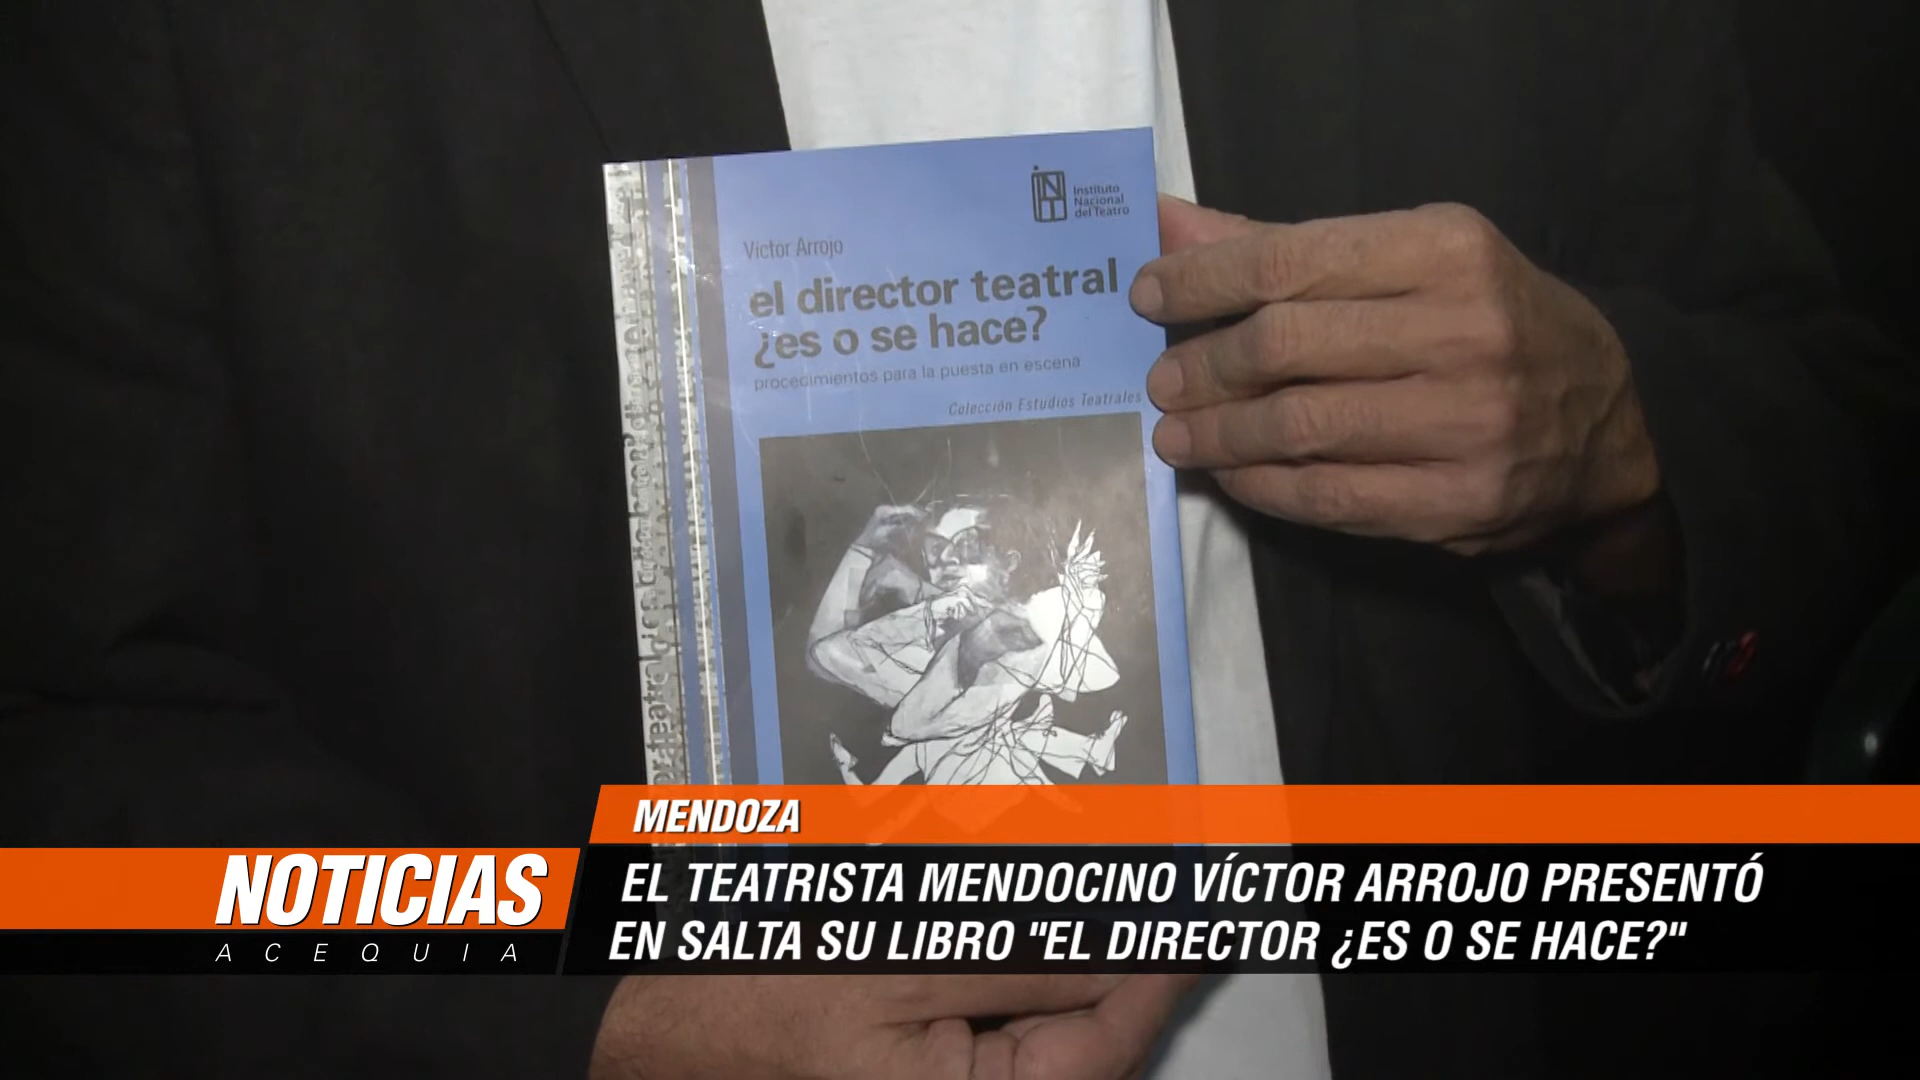 Instituto
Nacional
del Teatro
Víctor Arrojo
el director teatral
¿es o se hace?
procedimientos para la puesta en escena
Colección Estudios Teatrales
MENDOZA
NOTICIAS
ACEQUIA
EL TEATRISTA MENDOCINO VÍCTOR ARROJO PRESENTÓ
EN SALTA SU LIBRO "EL DIRECTOR ¿ES O SE HACE?"